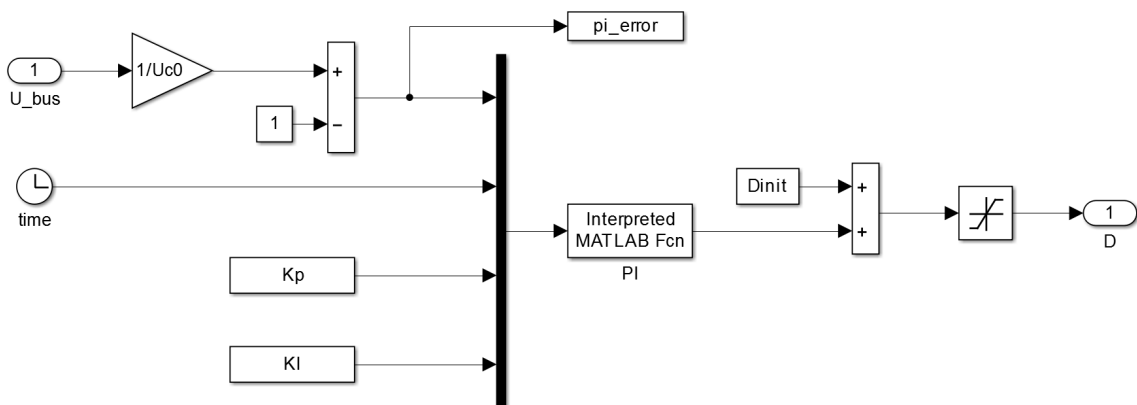 pi_error
1
U_bus
1/Uc0
+
1
−
time
Kp
KI
Interpreted
MATLAB Fcn
PI
Dinit
+
+
1
D